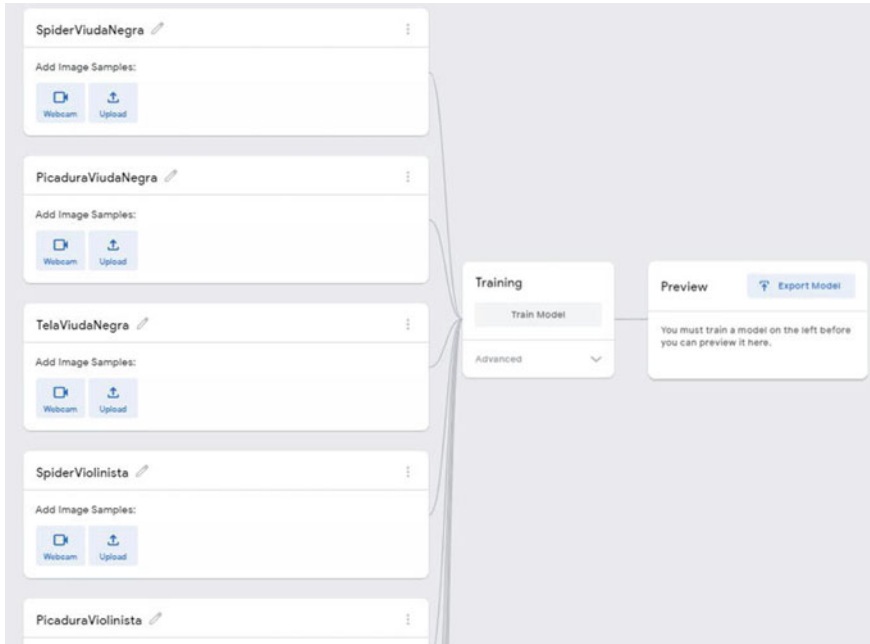 SpiderViudaNegra
Add Image Samples:
Webcam Upload
PicaduraViudaNegra
Add Image Samples:
Webcam Upload
TelaViudaNegra
Add Image Samples:
Webcam Upload
SpiderViolinista
Add Image Samples:
Webcam Upload
PicaduraViolinista
Training
Train Model
Advanced
Preview Export Model
You must train a model on the left before
you can preview it here.